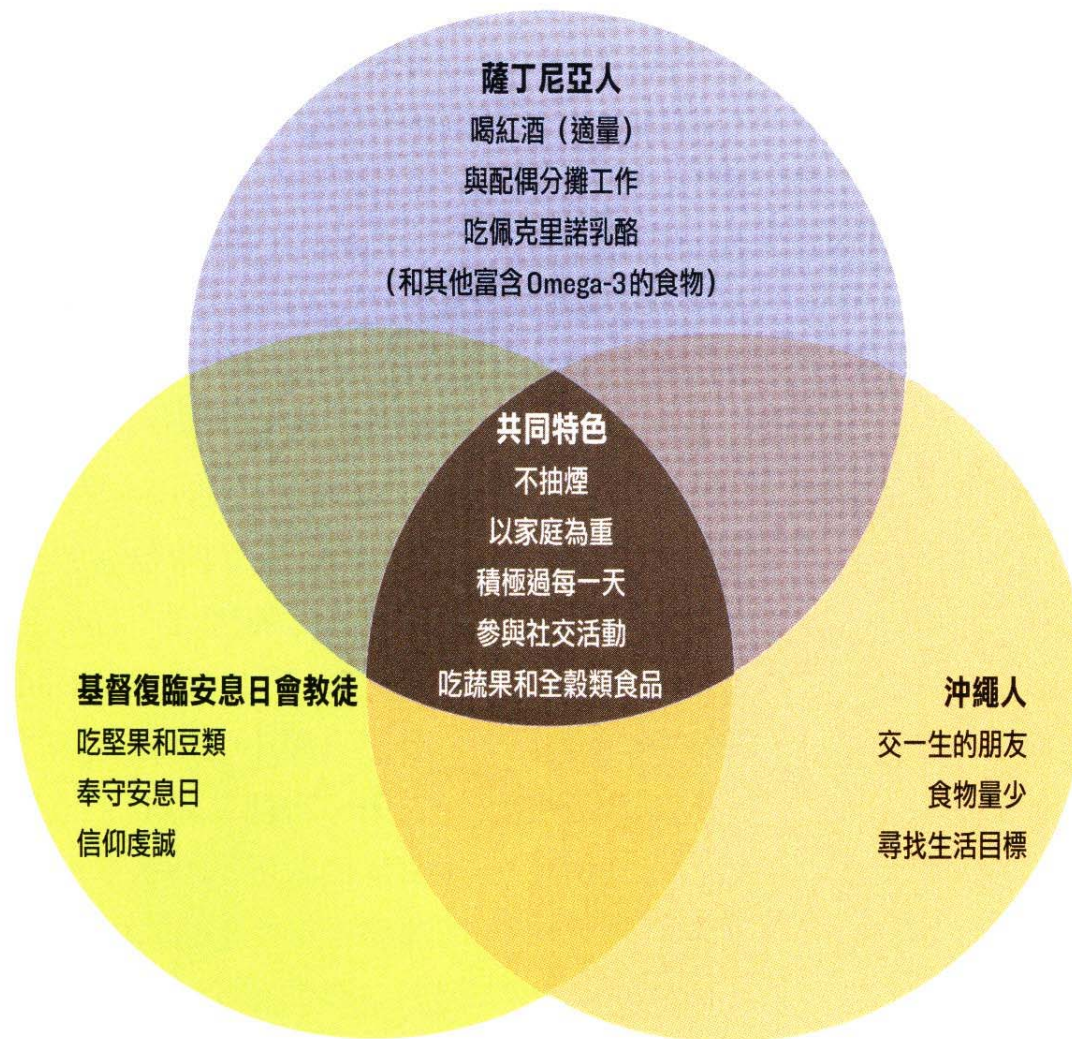 薩丁尼亞人
喝紅酒（適量）
與配偶分攤工作
吃佩克里諾乳酪
（和其他富含Omega-3的食物）
共同特色
不抽煙
以家庭為重
積極過每一天
參與社交活動
吃蔬果和全穀類食品
基督復臨安息日會教徒
吃堅果和豆類
奉守安息日
信仰虔誠
沖繩人
交一生的朋友
食物量少
尋找生活目標